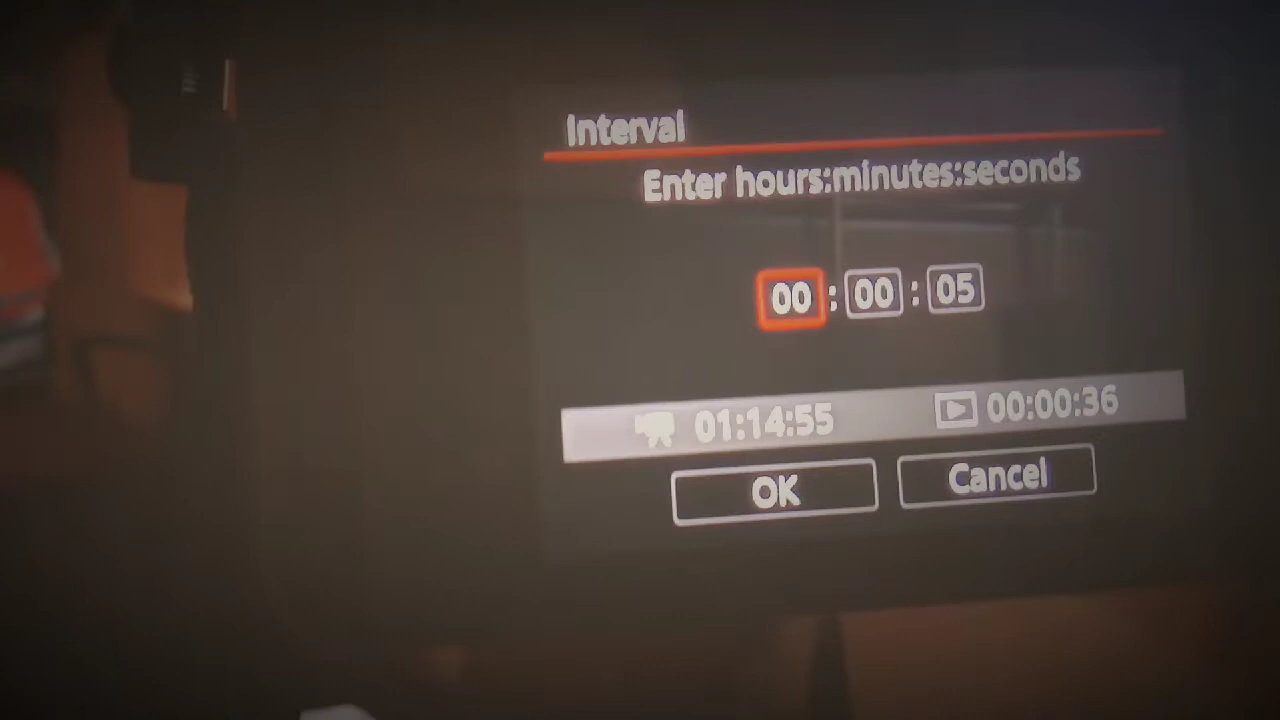 Interval
Enter hours:minutes:seconds
00 : 00 : 05
01:14:55 00:00:36
OK Cancel